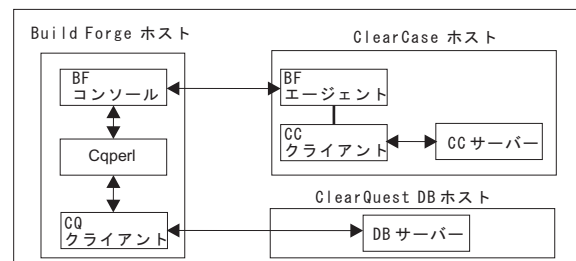 Build Forge ホスト
ClearCase ホスト
BF
コンソール
BF
エージェント
Cqperl
CC
クライアント
CC サーバー
ClearQuest DB ホスト
CQ
クライアント
DB サーバー